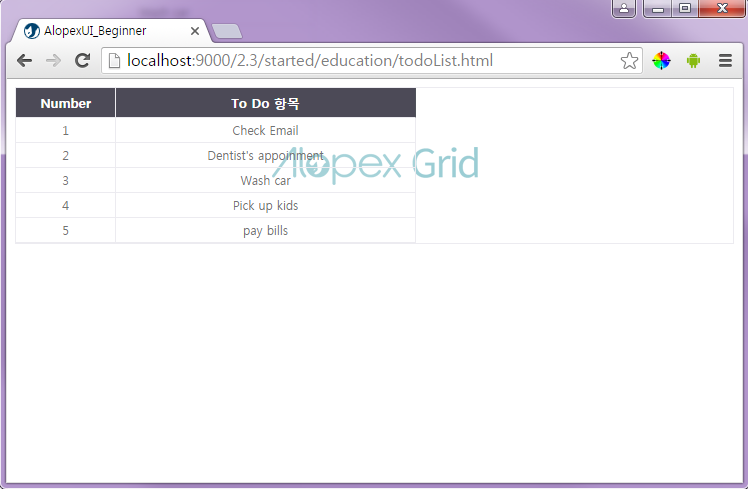 AlopexUI_Beginner
localhost:9000/2.3/started/education/todoList.html
Number To Do 항목
1 Check Email
2 Dentist's appoinment
3 Wash car
4 Pick up kids
5 pay bills
Alopex Grid